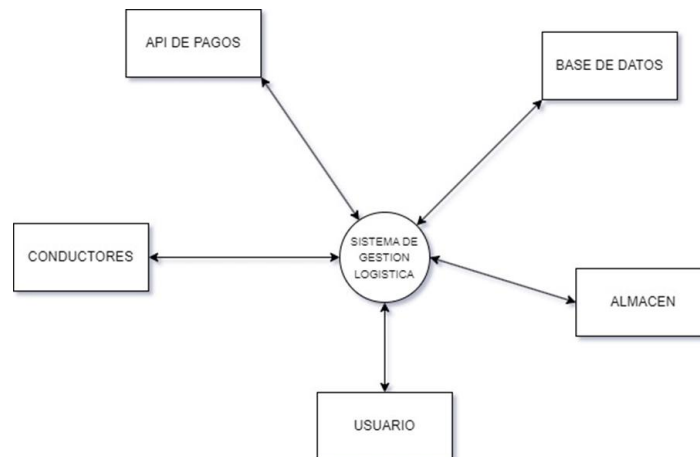 API DE PAGOS
BASE DE DATOS
SISTEMA DE
GESTION
LOGISTICA
CONDUCTORES
ALMACEN
USUARIO